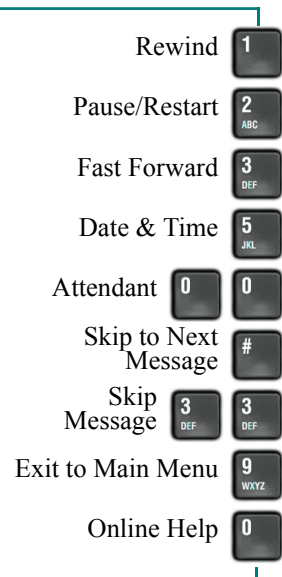 Rewind 1
Pause/Restart 2 ABC
Fast Forward 3 DEF
Date & Time 5 JKL
Attendant 0 0
Skip to Next
Message #
Skip
Message 3 DEF 3 DEF
Exit to Main Menu 9 WXYZ
Online Help 0